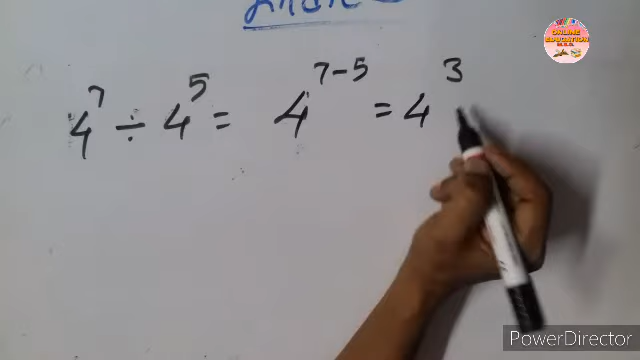 ONLINE
EDUCATION
4⁷ ÷ 4⁵ = 4⁷⁻⁵ = 4³
PowerDirector